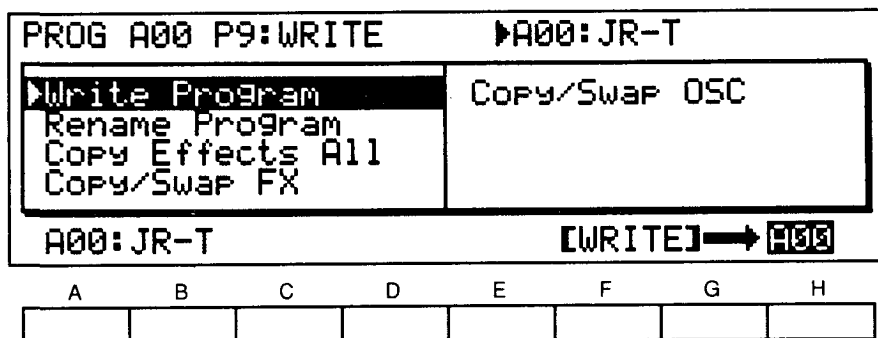 PROG A00 P9:WRITE ▶A00:JR-T
▶Write Program
Rename Program
Copy Effects All
Copy/Swap FX
Copy/Swap OSC
A00:JR-T [WRITE]→A00
A B C D E F G H